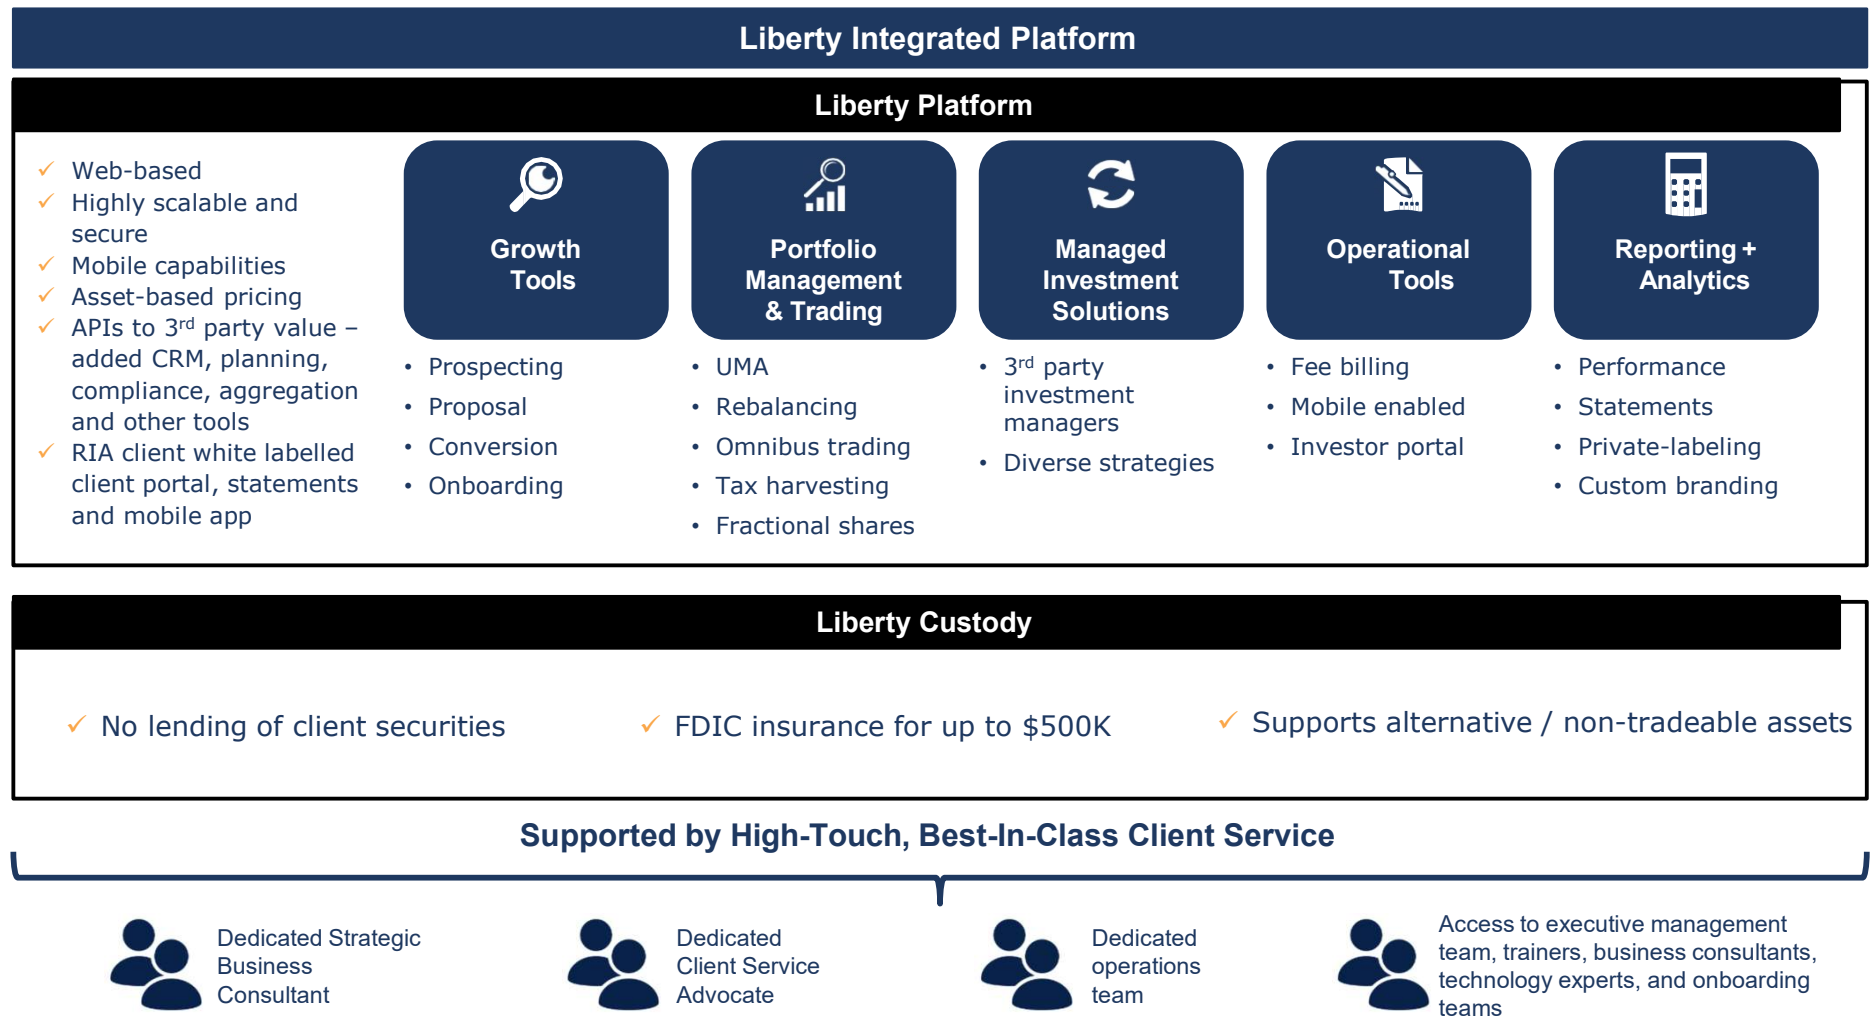 Liberty Integrated Platform
Liberty Platform
✓ Web-based
✓ Highly scalable and
secure
✓ Mobile capabilities
✓ Asset-based pricing
✓ APIs to 3rd party value –
added CRM, planning,
compliance, aggregation
and other tools
✓ RIA client white labelled
client portal, statements
and mobile app
Growth
Tools
• Prospecting
• Proposal
• Conversion
• Onboarding
Portfolio
Management
& Trading
• UMA
• Rebalancing
• Omnibus trading
• Tax harvesting
• Fractional shares
Managed
Investment
Solutions
• 3rd party
investment
managers
• Diverse strategies
Operational
Tools
• Fee billing
• Mobile enabled
• Investor portal
Reporting +
Analytics
• Performance
• Statements
• Private-labeling
• Custom branding
Liberty Custody
✓ No lending of client securities
✓ FDIC insurance for up to $500K
✓ Supports alternative / non-tradeable assets
Supported by High-Touch, Best-In-Class Client Service
Dedicated Strategic
Business
Consultant
Dedicated
Client Service
Advocate
Dedicated
operations
team
Access to executive management
team, trainers, business consultants,
technology experts, and onboarding
teams